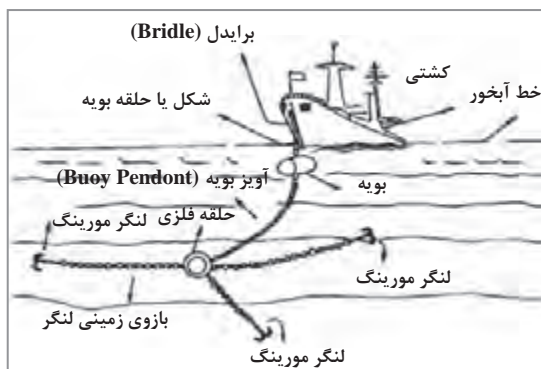 برایدل (Bridle)
کشتی
خط آبخور
شکل یا حلقه بویه
آویز بویه (Buoy Pendont)
بویه
حلقه فلزی
لنگر مورینگ
لنگر مورینگ
بازوی زمینی لنگر
لنگر مورینگ